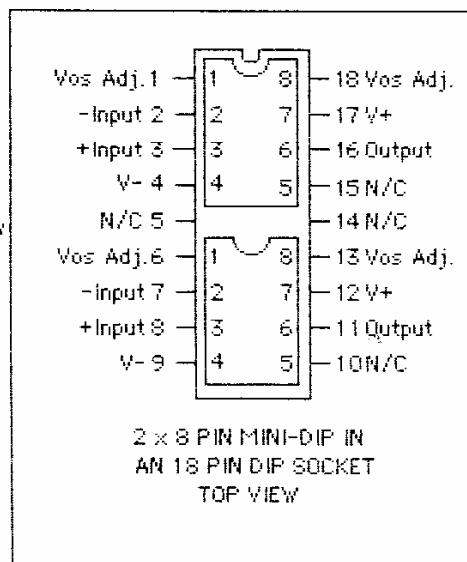 Vos Adj. 1 1 8 18 Vos Adj.
-Input 2 2 7 17 V+
+Input 3 3 6 16 Output
V- 4 4 5 15 N/C
N/C 5 14 N/C
Vos Adj. 6 1 8 13 Vos Adj.
-Input 7 2 7 12 V+
+Input 8 3 6 11 Output
V- 9 4 5 10 N/C
2 x 8 PIN MINI-DIP IN
AN 18 PIN DIP SOCKET
TOP VIEW